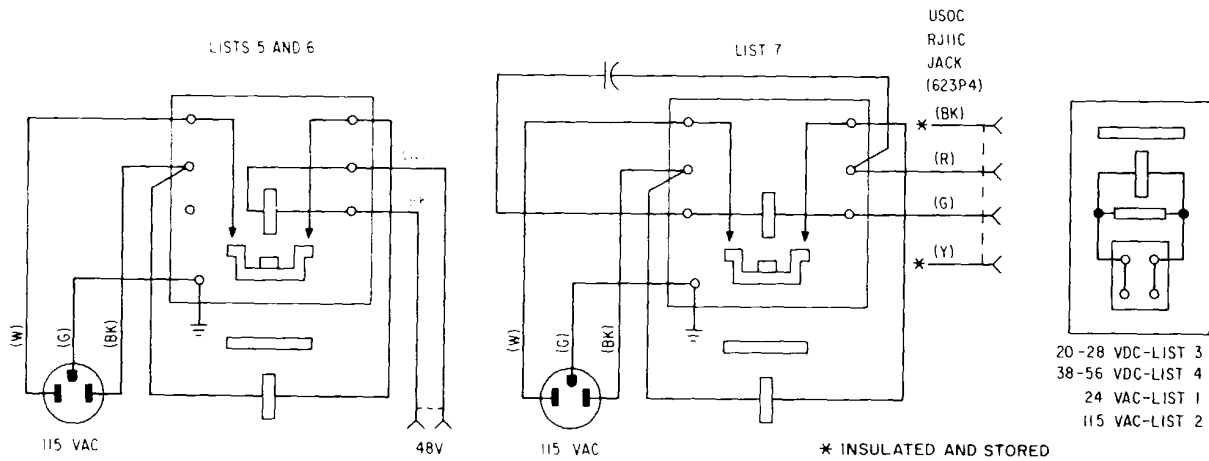 LISTS 5 AND 6
(W)
(G)
(BK)
115 VAC
48V
LIST 7
(W)
(G)
(BK)
115 VAC
USOC
RJ11C
JACK
(623P4)
* (BK)
(R)
(G)
* (Y)
* INSULATED AND STORED
20-28 VDC-LIST 3
38-56 VDC-LIST 4
24 VAC-LIST 1
115 VAC-LIST 2